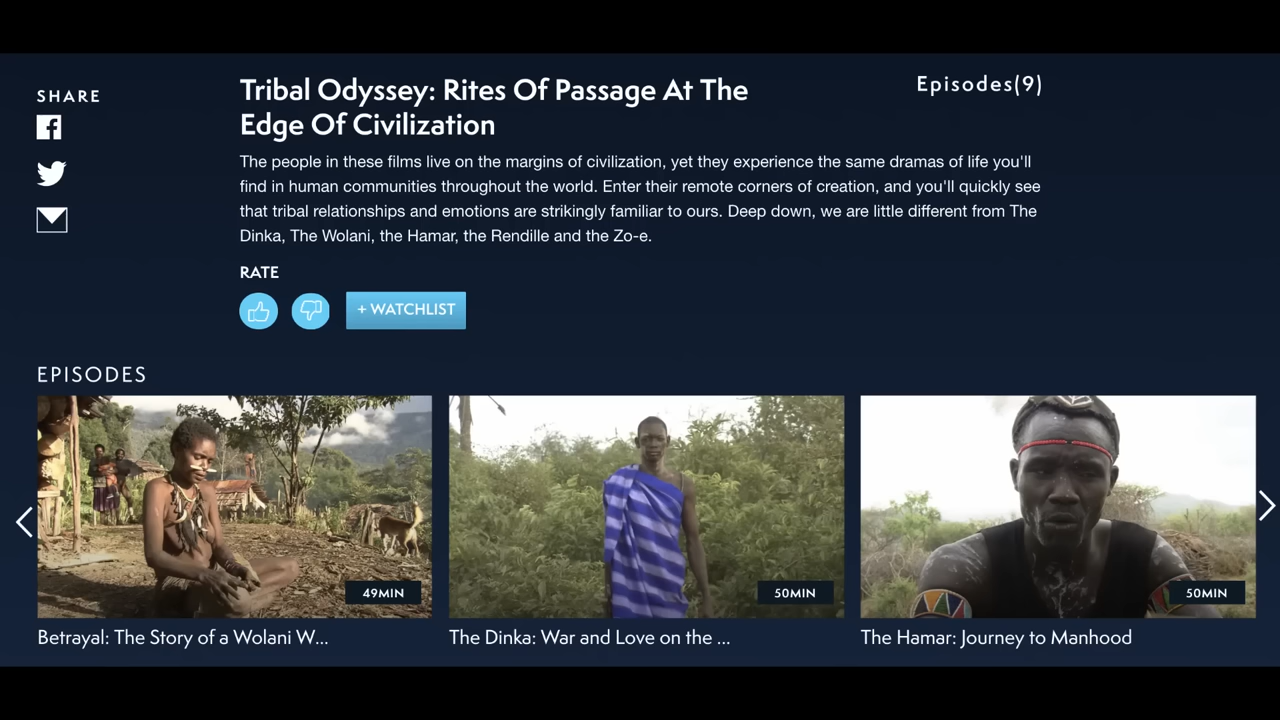 SHARE
Tribal Odyssey: Rites Of Passage At The
Edge Of Civilization
Episodes(9)
The people in these films live on the margins of civilization, yet they experience the same dramas of life you'll
find in human communities throughout the world. Enter their remote corners of creation, and you'll quickly see
that tribal relationships and emotions are strikingly familiar to ours. Deep down, we are little different from The
Dinka, The Wolani, the Hamar, the Rendille and the Zo-e.
RATE
+ WATCHLIST
EPISODES
49MIN
50MIN
50MIN
Betrayal: The Story of a Wolani W...
The Dinka: War and Love on the ...
The Hamar: Journey to Manhood